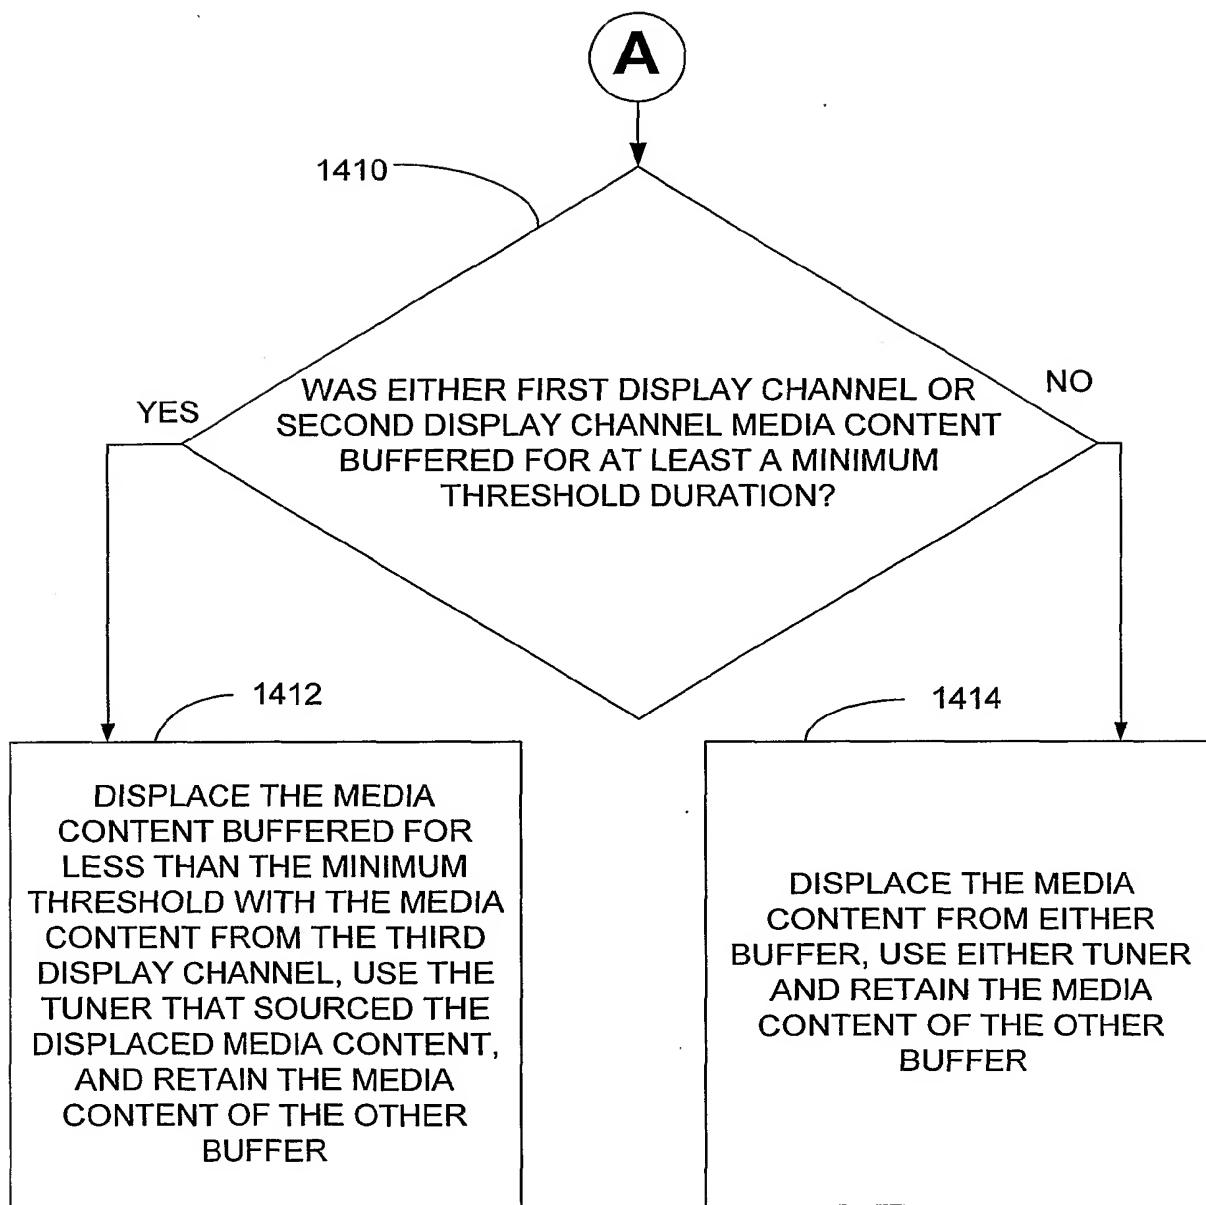 A
1410
WAS EITHER FIRST DISPLAY CHANNEL OR
SECOND DISPLAY CHANNEL MEDIA CONTENT
BUFFERED FOR AT LEAST A MINIMUM
THRESHOLD DURATION?
YES
NO
1412
DISPLACE THE MEDIA
CONTENT BUFFERED FOR
LESS THAN THE MINIMUM
THRESHOLD WITH THE MEDIA
CONTENT FROM THE THIRD
DISPLAY CHANNEL, USE THE
TUNER THAT SOURCED THE
DISPLACED MEDIA CONTENT,
AND RETAIN THE MEDIA
CONTENT OF THE OTHER
BUFFER
1414
DISPLACE THE MEDIA
CONTENT FROM EITHER
BUFFER, USE EITHER TUNER
AND RETAIN THE MEDIA
CONTENT OF THE OTHER
BUFFER